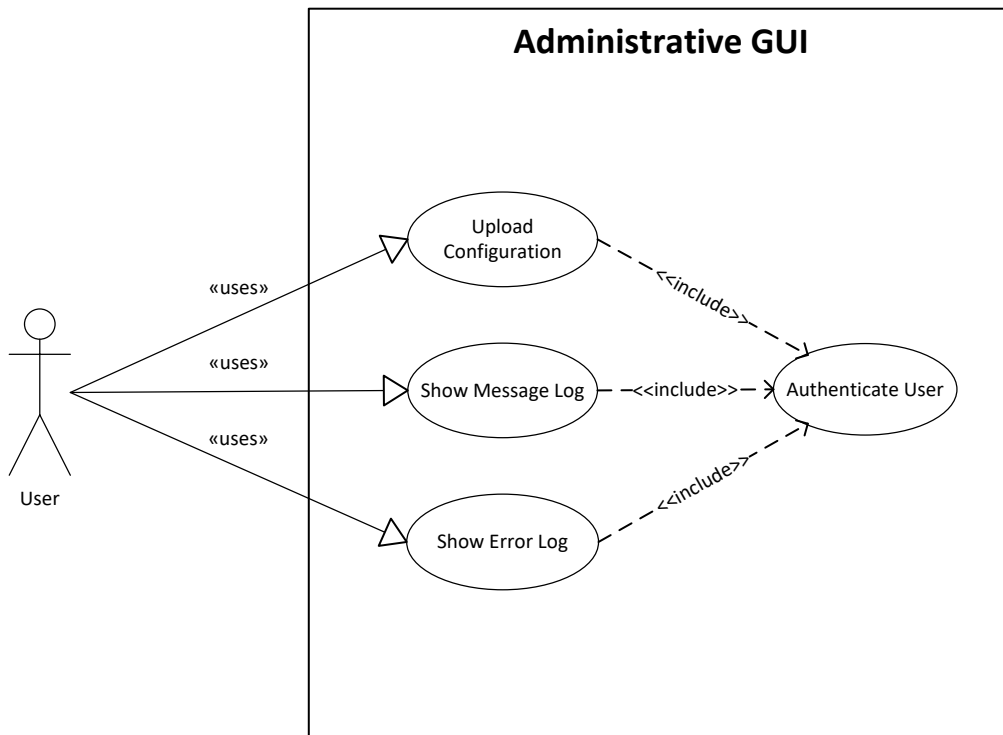 Administrative GUI
Upload
Configuration
«uses»
<<include>>
«uses»
Show Message Log
<<include>>
Authenticate User
«uses»
<<include>>
User
Show Error Log